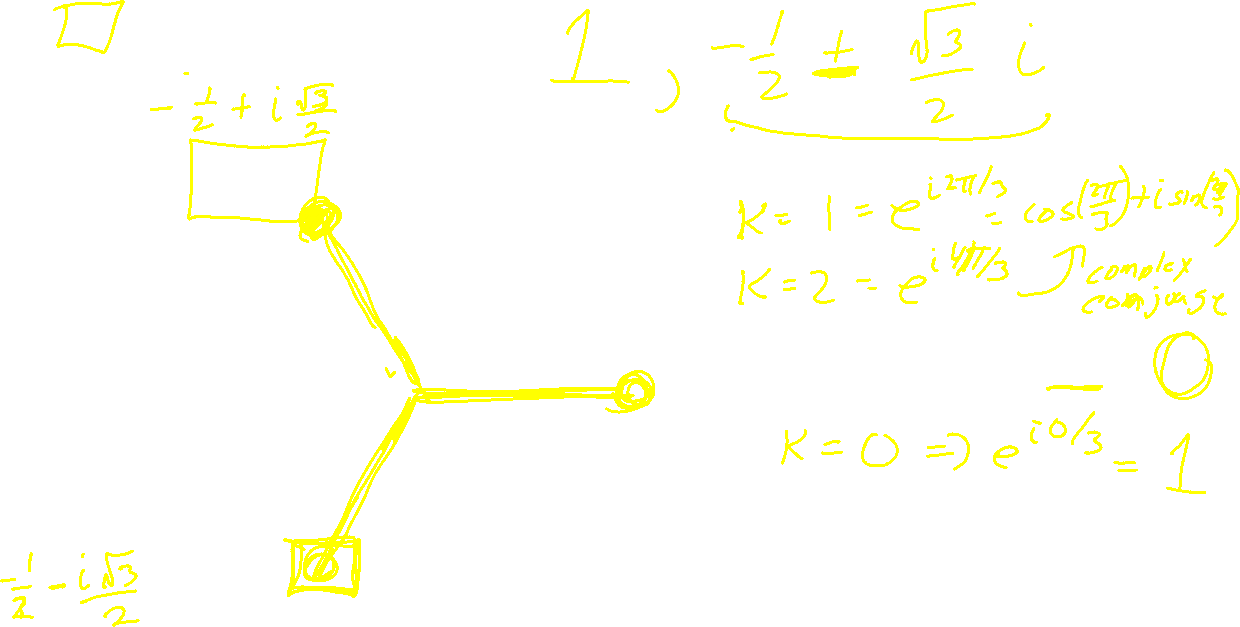 1 , -1/2 ± √3/2 i
-1/2 + i √3/2
K = 1 = e^{i2π/3} = cos(2π/3) + i sin(2π/3)
K = 2 = e^{i4π/3} complex
conjugate
K = 0 => e^{i0/3} = 1
-1/2 - i√3/2